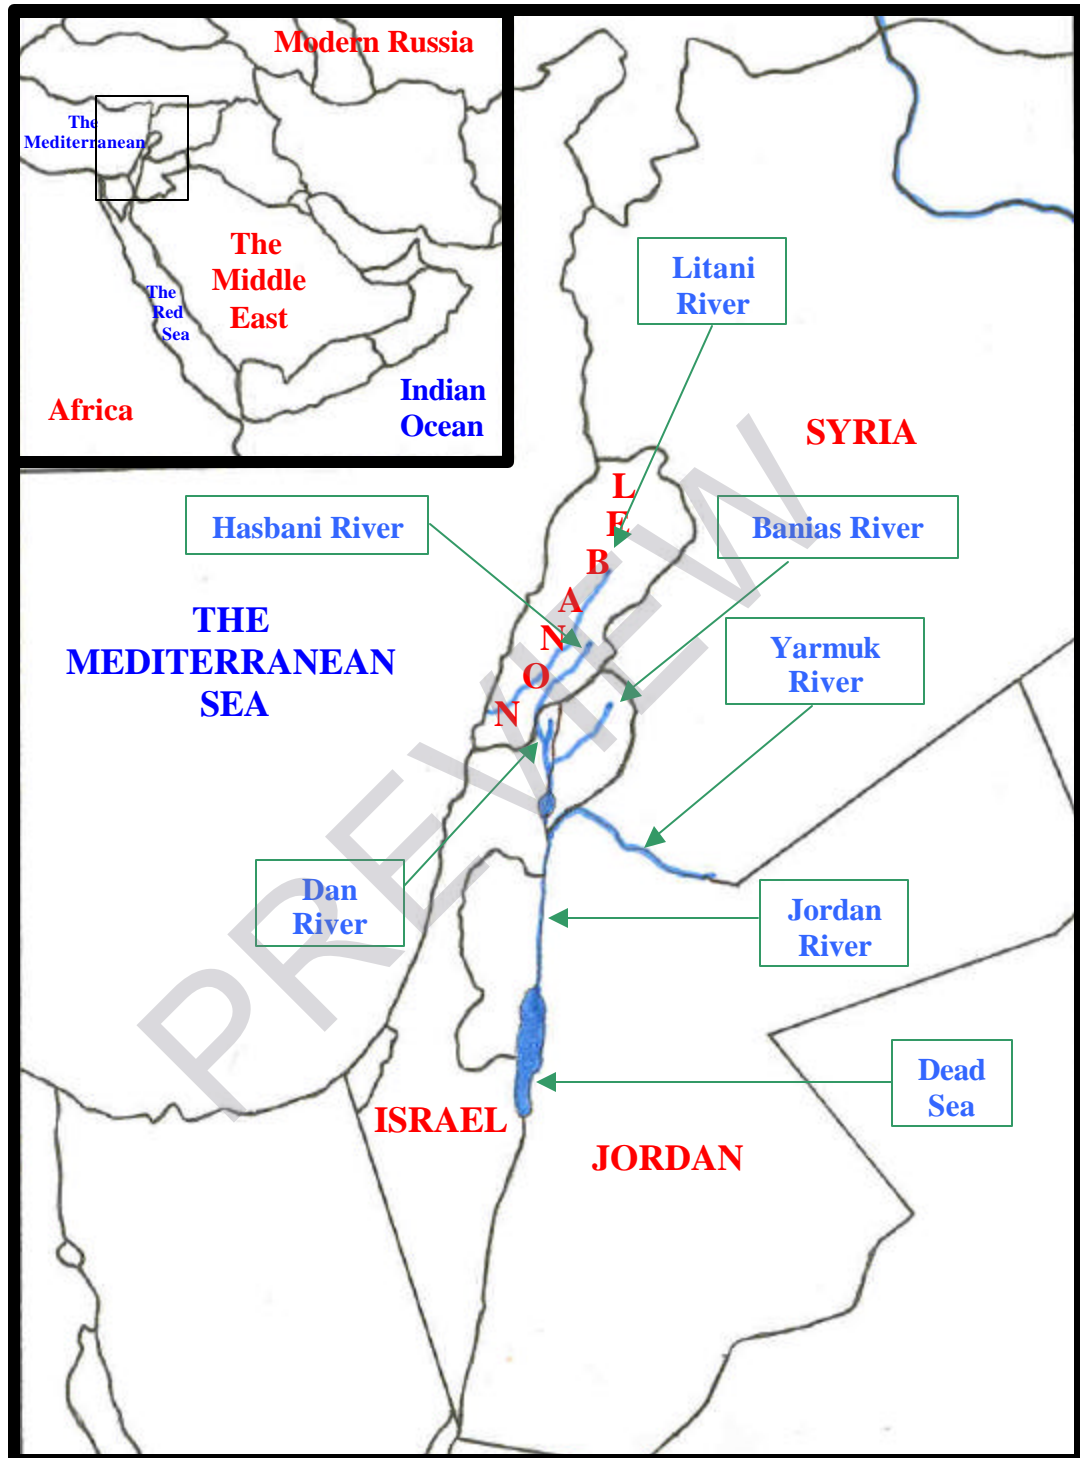 Modern Russia
The
Mediterranean
The
Middle
East
The
Red
Sea
Africa
Indian
Ocean
Litani
River
SYRIA
L
E
B
A
N
O
N
Hasbani River
Banias River
THE
MEDITERRANEAN
SEA
Yarmuk
River
Dan
River
Jordan
River
Dead
Sea
ISRAEL
JORDAN
PREVIEW